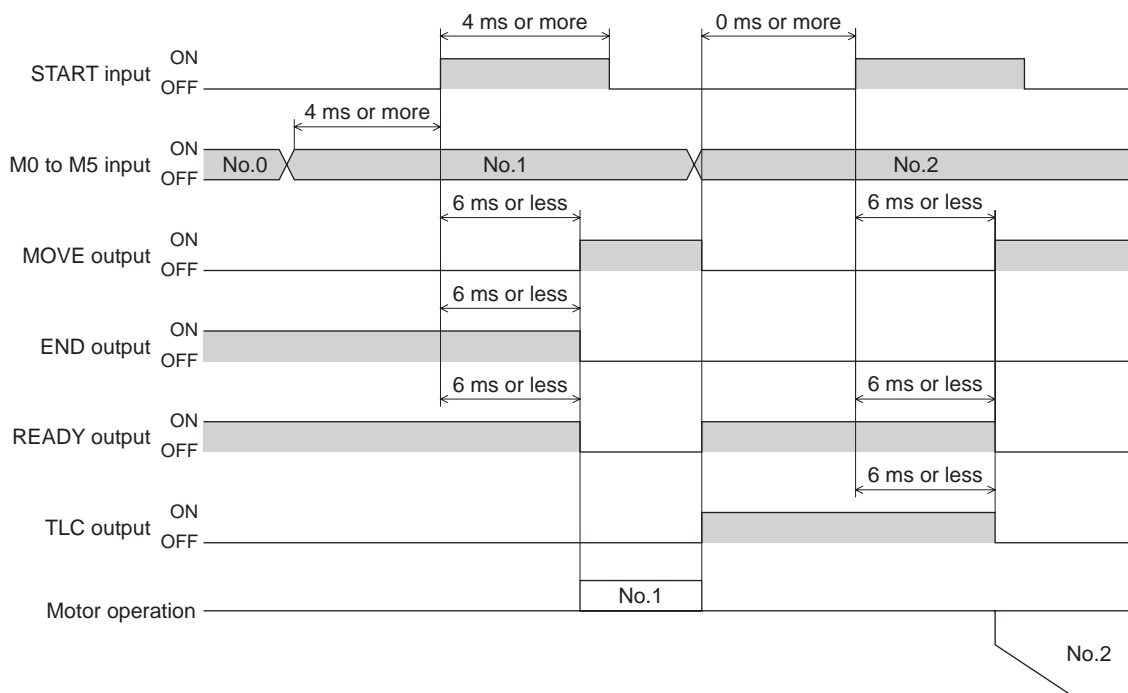 4 ms or more
0 ms or more
START input
ON
OFF
4 ms or more
M0 to M5 input
ON
OFF
No.0
No.1
No.2
6 ms or less
6 ms or less
MOVE output
ON
OFF
6 ms or less
END output
ON
OFF
6 ms or less
6 ms or less
READY output
ON
OFF
6 ms or less
TLC output
ON
OFF
Motor operation
No.1
No.2